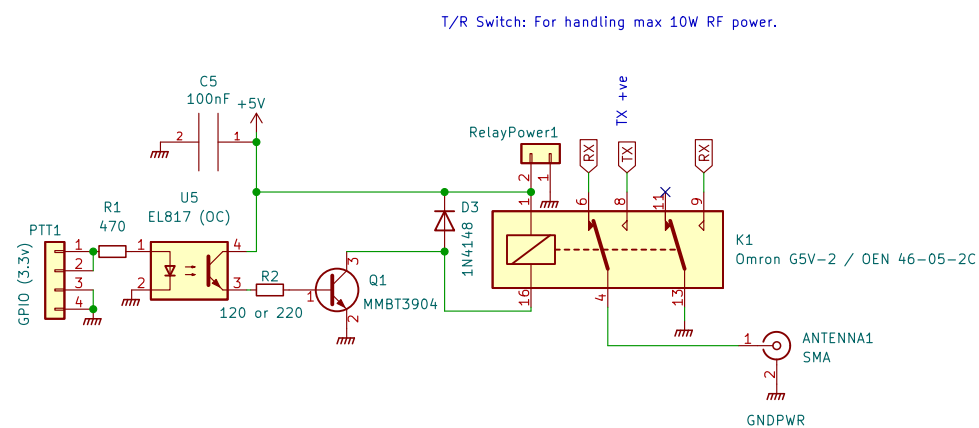 T/R Switch: For handling max 10W RF power.
C5
100nF
+5V
2
1
TX +ve
RelayPower1
RX
TX
RX
2
1
1
6
8
11
9
U5
EL817 (OC)
D3
1N4148
R1
470
PTT1
GPIO (3.3v)
1
2
3
4
1
2
4
3
R2
120 or 220
3
1
2
Q1
MMBT3904
K1
Omron G5V-2 / OEN 46-05-2C
16
4
13
1
2
ANTENNA1
SMA
GNDPWR